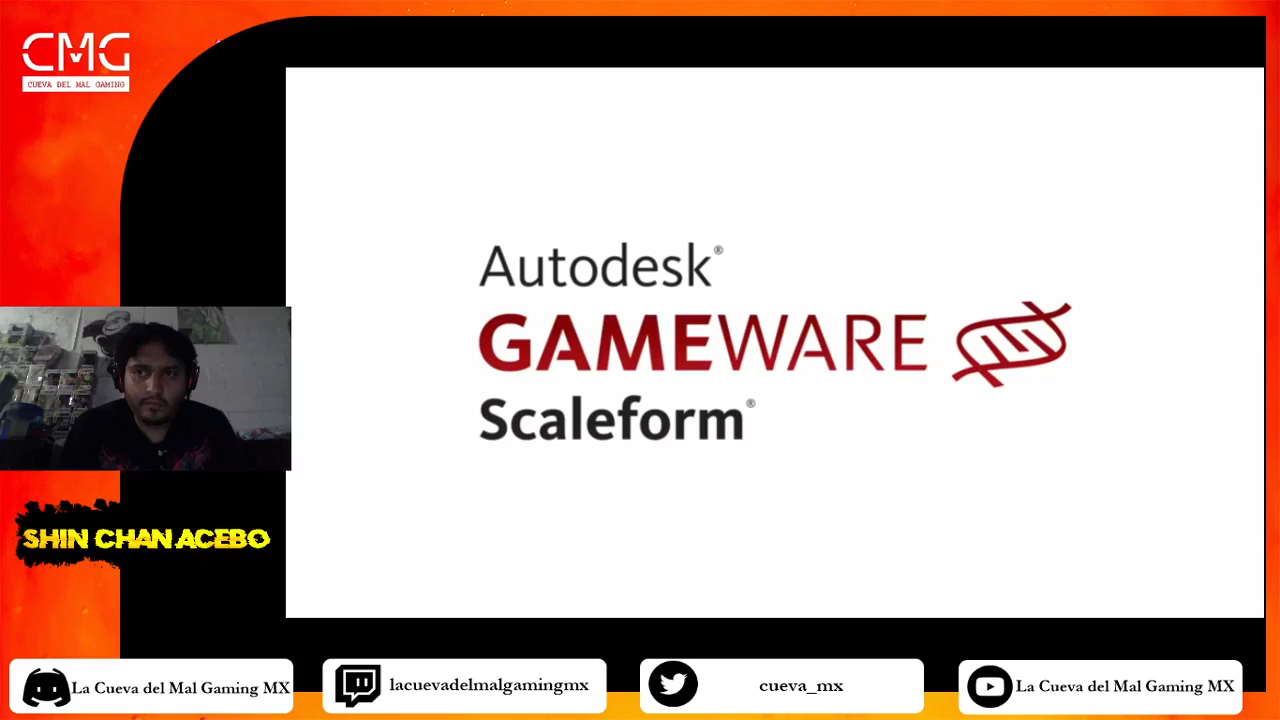 CMG
CUEVA DEL MAL GAMING
Autodesk®
GAMEWARE
Scaleform®
SHIN CHAN ACEBO
La Cueva del Mal Gaming MX
lacuevadelmalgamingmx
cueva_mx
La Cueva del Mal Gaming MX